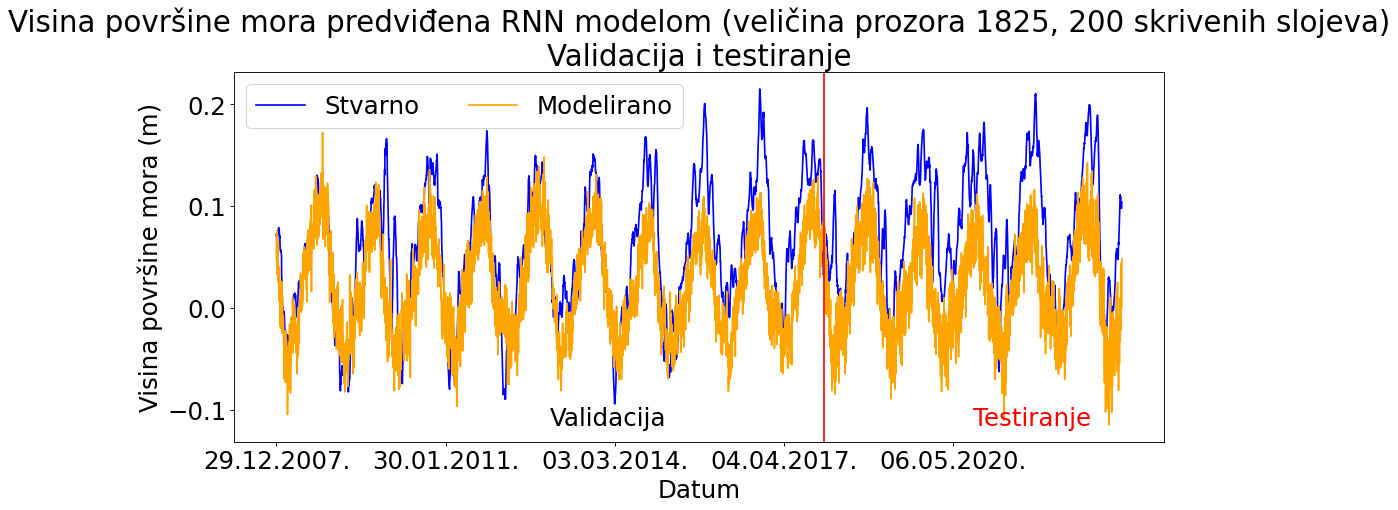 Visina površine mora predviđena RNN modelom (veličina prozora 1825, 200 skrivenih slojeva)
Validacija i testiranje
Stvarno
Modelirano
Visina površine mora (m)
0.2
0.1
0.0
−0.1
Validacija
Testiranje
29.12.2007.
30.01.2011.
03.03.2014.
04.04.2017.
06.05.2020.
Datum